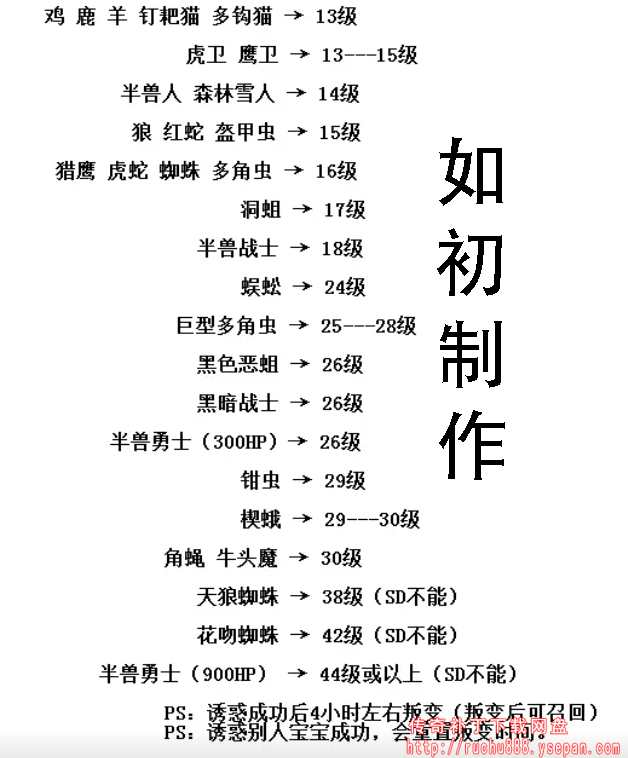 鸡 鹿 羊 钉耙猫 多钩猫 → 13级
虎卫 鹰卫 → 13---15级
半兽人 森林雪人 → 14级
狼 红蛇 盔甲虫 → 15级
猎鹰 虎蛇 蜘蛛 多角虫 → 16级
洞蛆 → 17级
半兽战士 → 18级
蜈蚣 → 24级
巨型多角虫 → 25---28级
黑色恶蛆 → 26级
黑暗战士 → 26级
半兽勇士（300HP）→ 26级
钳虫 → 29级
楔蛾 → 29---30级
角蝇 牛头魔 → 30级
天狼蜘蛛 → 38级（SD不能）
花吻蜘蛛 → 42级（SD不能）
半兽勇士（900HP） → 44级或以上（SD不能）
PS：诱惑成功后4小时左右叛变（叛变后可召回）
PS：诱惑别人宝宝成功，会重置叛变时间。
如
初
制
作
传奇补丁下载网盘
http://ruchu888.ysepan.com